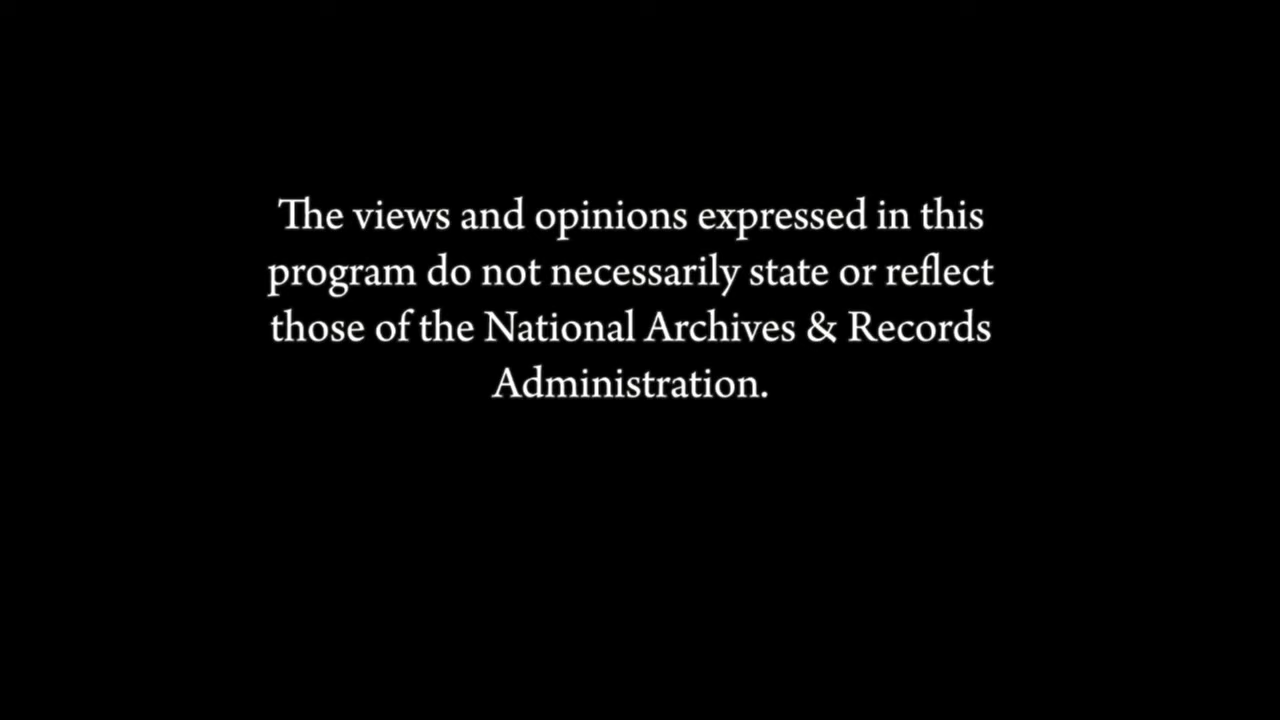 The views and opinions expressed in this
program do not necessarily state or reflect
those of the National Archives & Records
Administration.